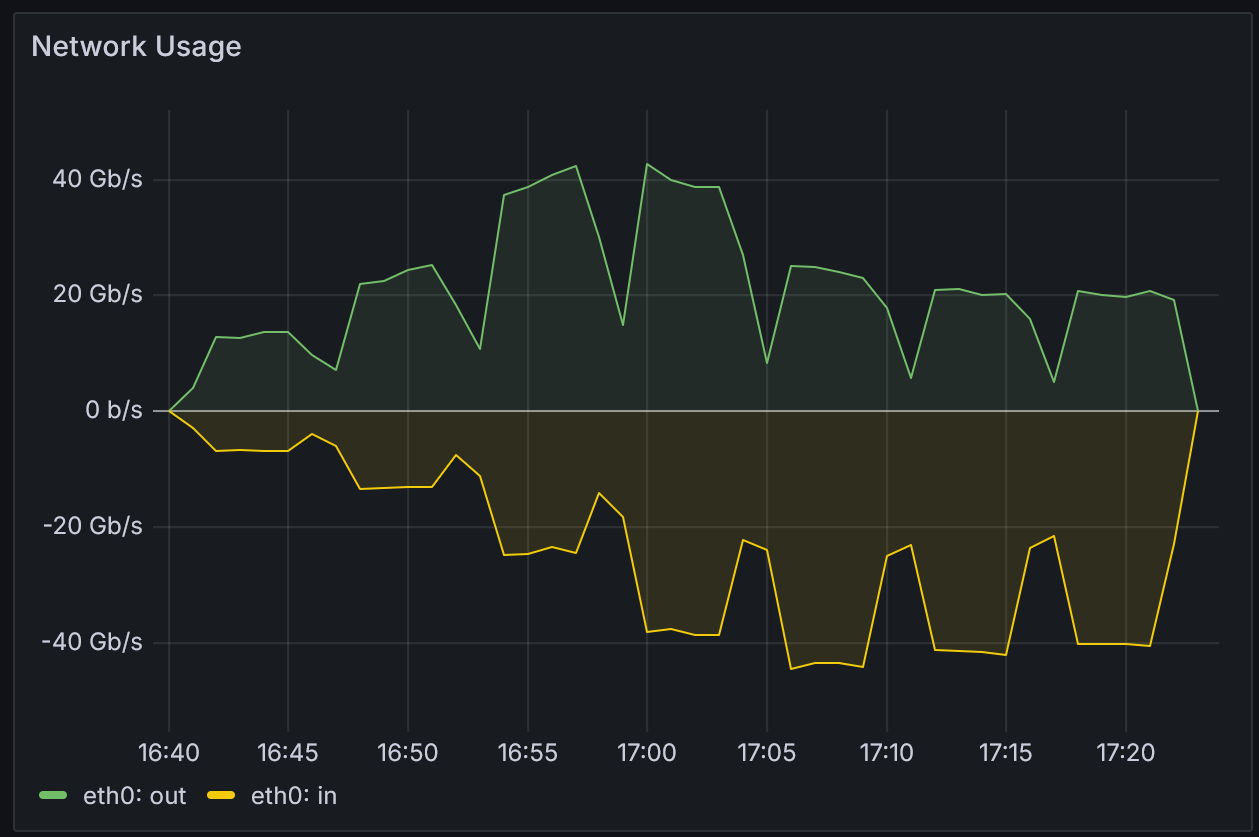 Network Usage
40 Gb/s
20 Gb/s
0 b/s
-20 Gb/s
-40 Gb/s
16:40 16:45 16:50 16:55 17:00 17:05 17:10 17:15 17:20
eth0: out eth0: in